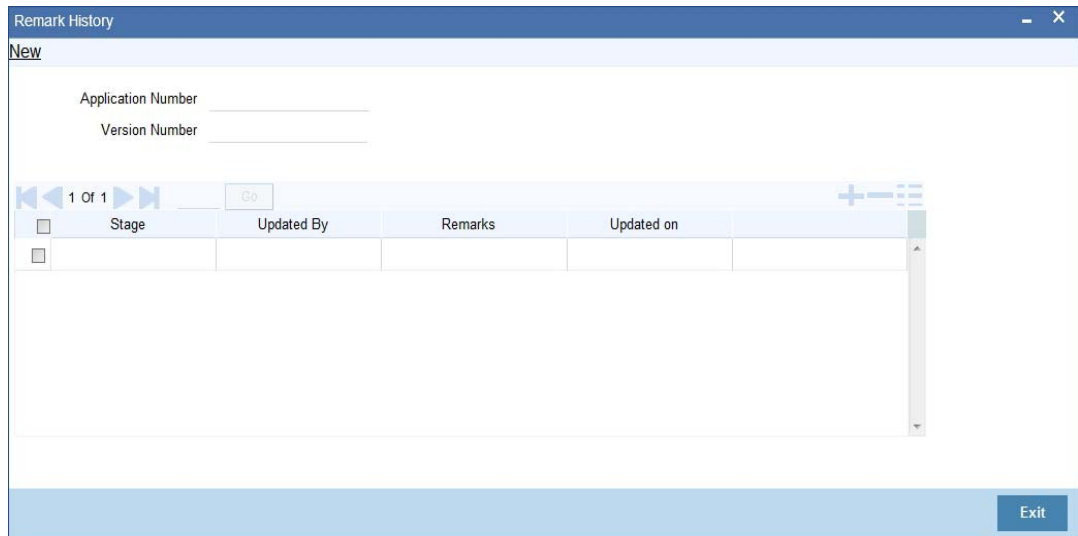 Remark History
New
Application Number
Version Number
1 Of 1 Go
Stage Updated By Remarks Updated on
Exit